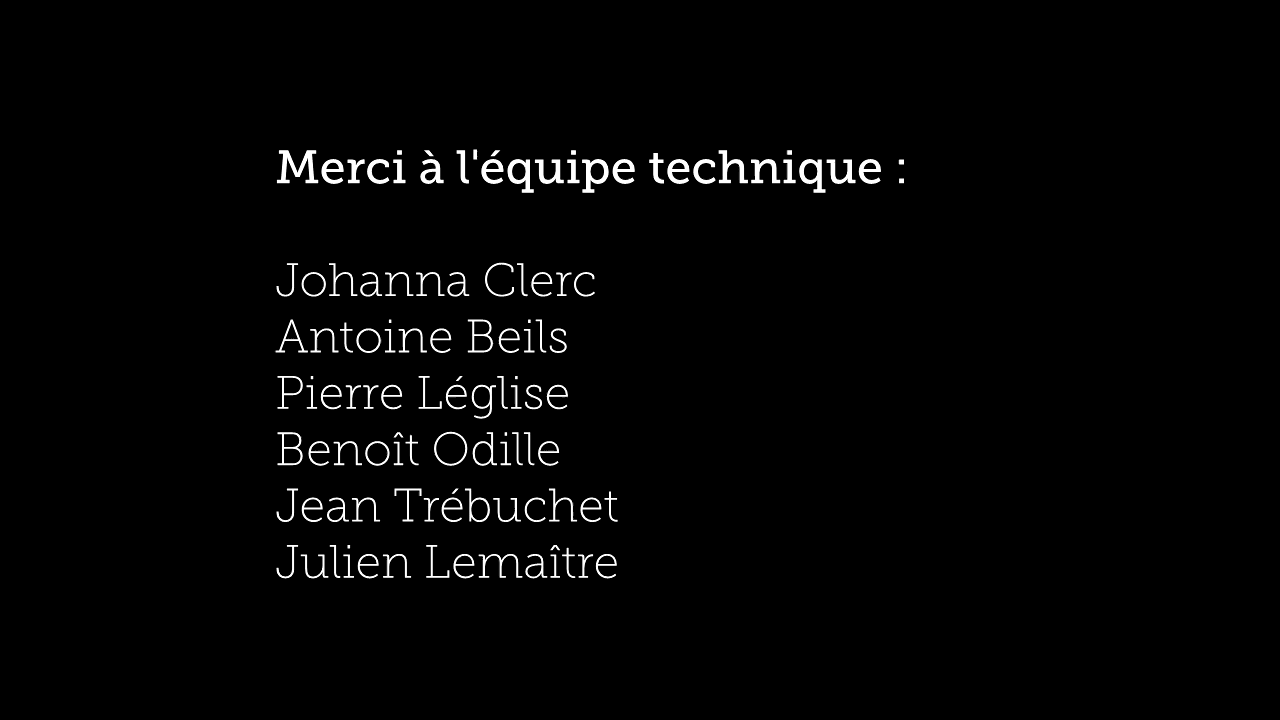 Merci à l'équipe technique :
Johanna Clerc
Antoine Beils
Pierre Léglise
Benoît Odille
Jean Trébuchet
Julien Lemaître